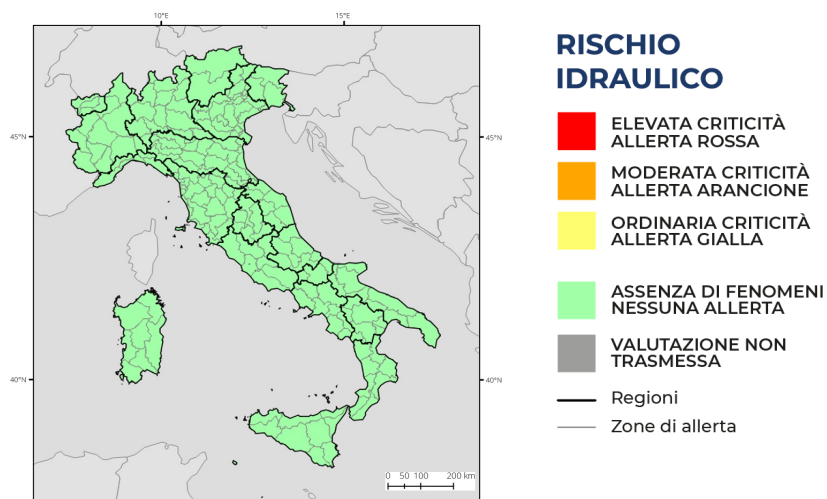 10°E
15°E
45°N
45°N
40°N
40°N
0 50 100 200 km
RISCHIO
IDRAULICO
ELEVATA CRITICITÀ
ALLERTA ROSSA
MODERATA CRITICITÀ
ALLERTA ARANCIONE
ORDINARIA CRITICITÀ
ALLERTA GIALLA
ASSENZA DI FENOMENI
NESSUNA ALLERTA
VALUTAZIONE NON
TRASMESSA
Regioni
Zone di allerta